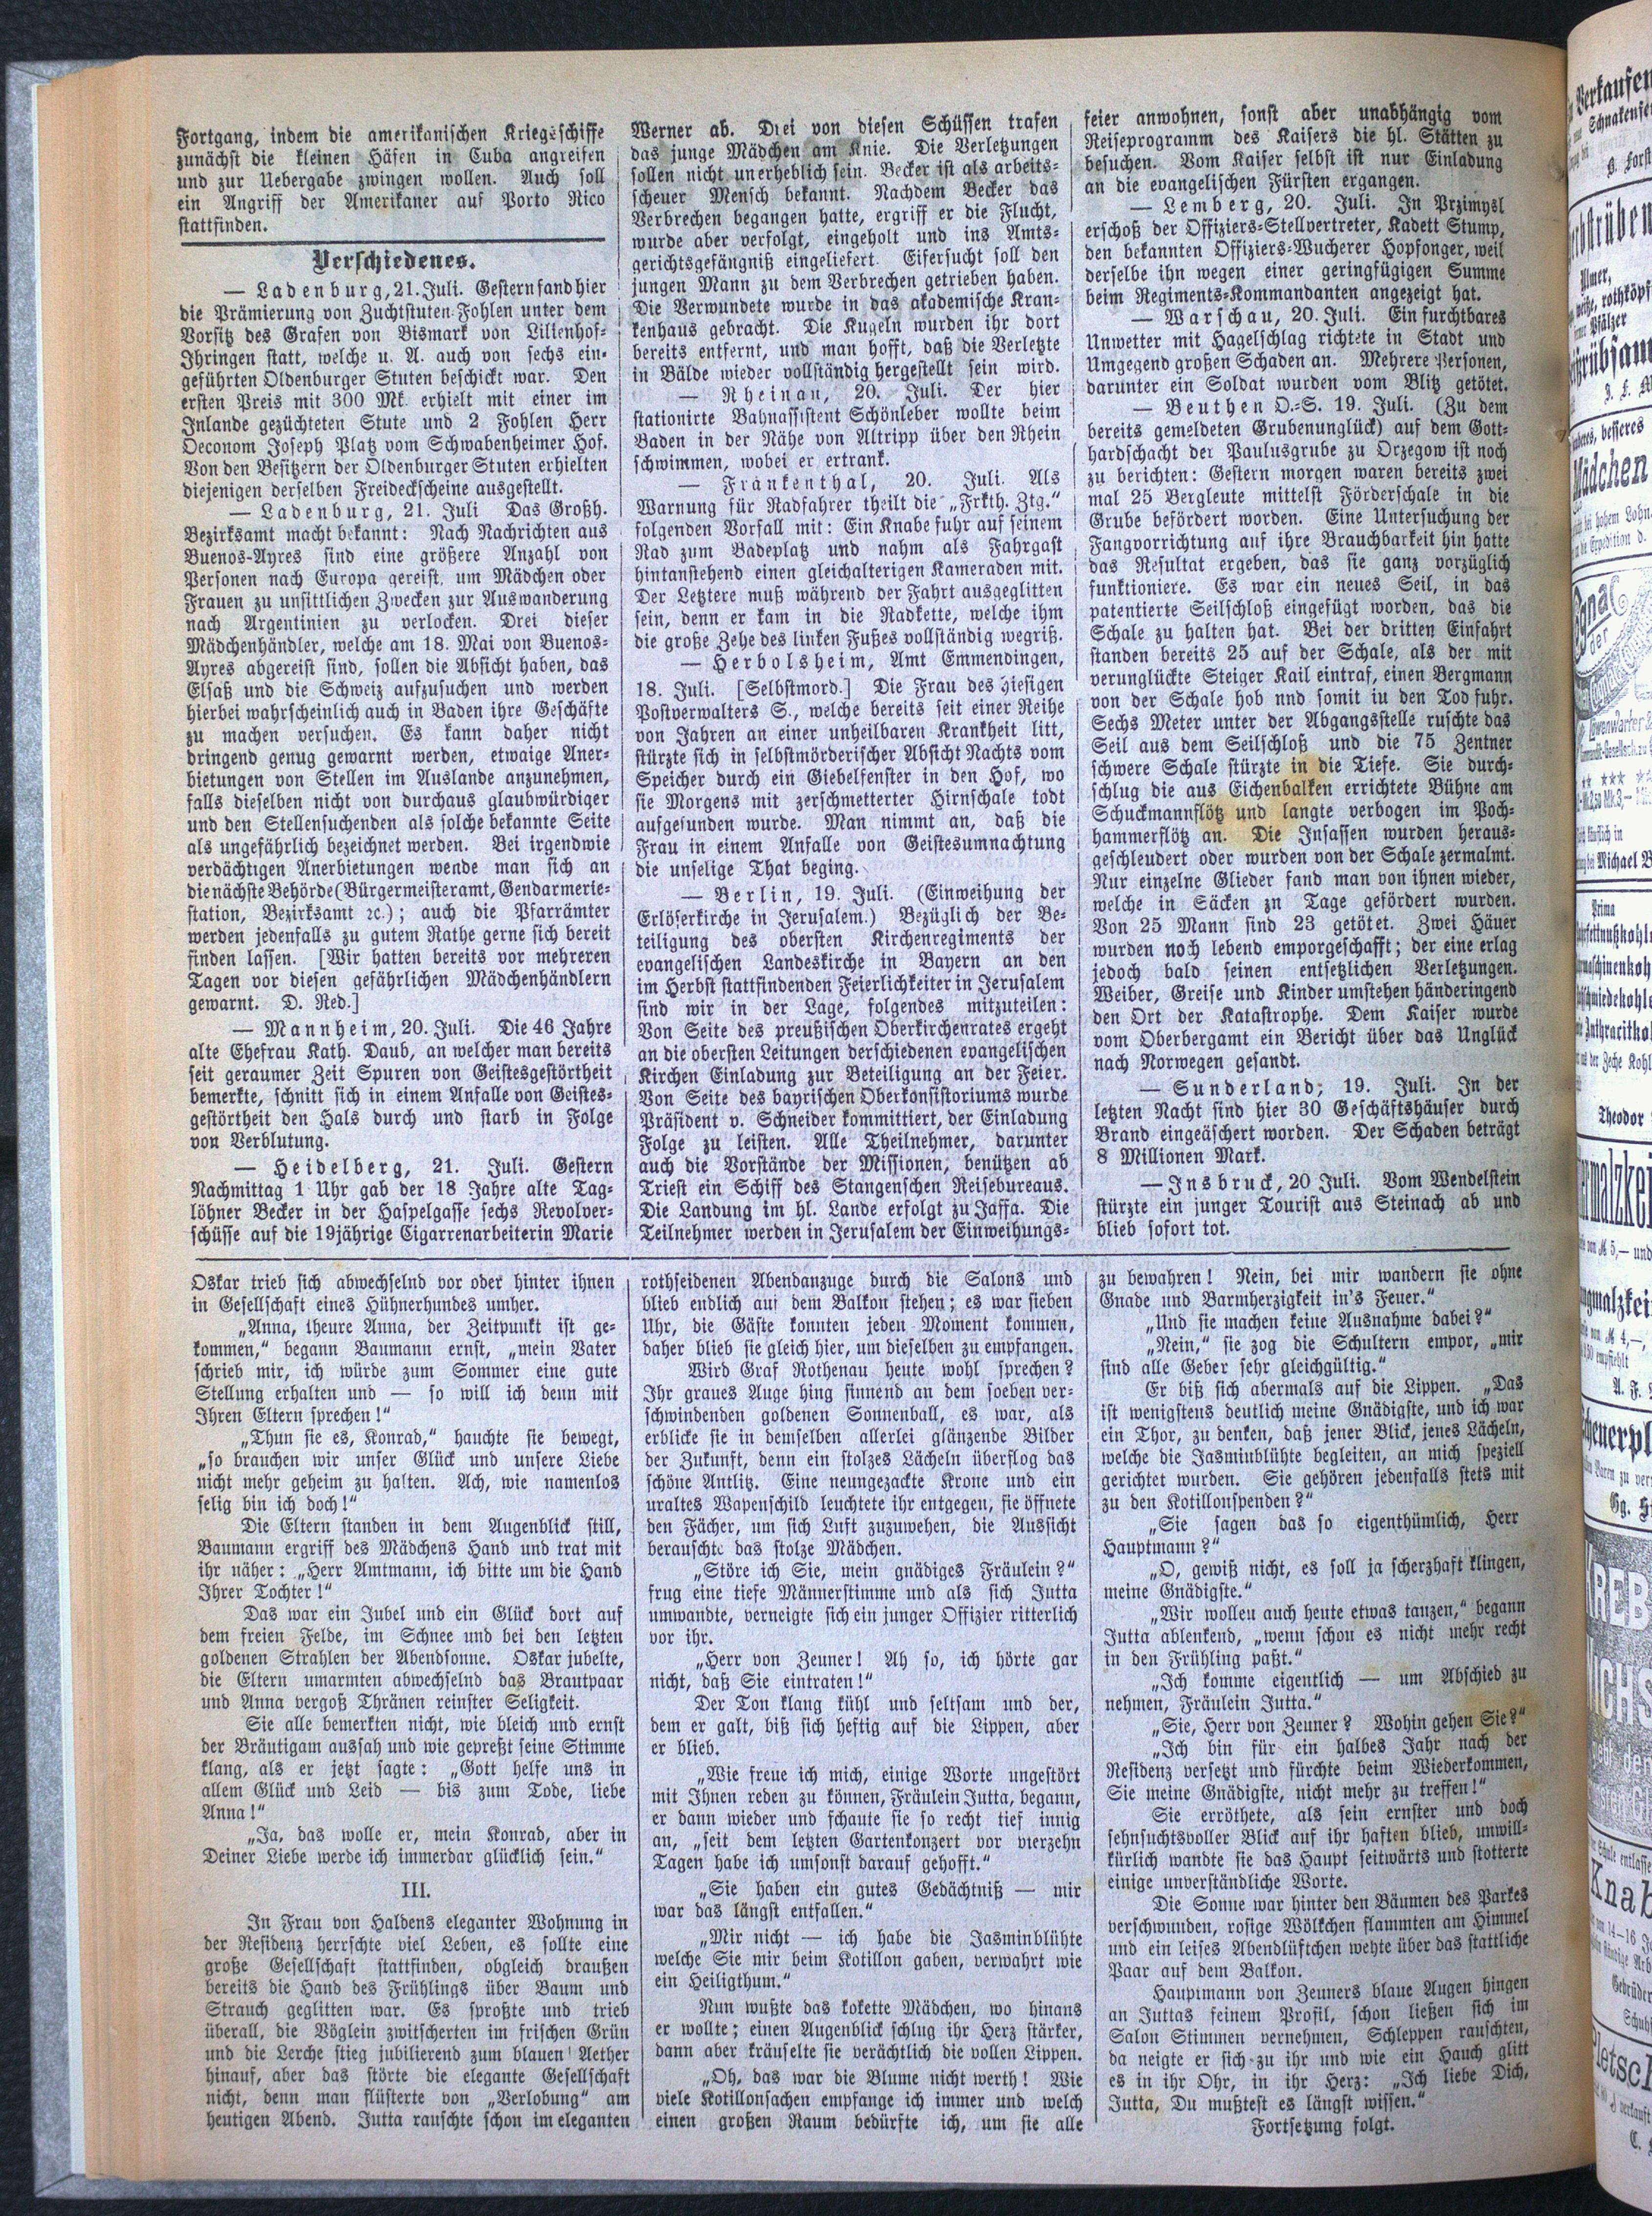 Fortgang, indem die amerikanischen Kriegsschiffe
zunächst die kleinen Häfen in Cuba angreifen
und zur Uebergabe zwingen wollen. Auch soll
ein Angriff der Amerikaner auf Porto Rico
stattfinden.
Verschiedenes.
— Ladenburg, 21. Juli. Gestern fand hier
die Prämierung von Zuchtstuten-Fohlen unter dem
Vorsitz des Grafen von Bismark von Lilienhof-
Ihringen statt, welche u. A. auch von sechs ein-
geführten Oldenburger Stuten beschickt war. Den
ersten Preis mit 300 Mk. erhielt mit einer im
Inlande gezüchteten Stute und 2 Fohlen Herr
Oeconom Joseph Platz vom Schwabenheimer Hof.
Von den Besitzern der Oldenburger Stuten erhielten
diejenigen derselben Freideckscheine ausgestellt.
— Ladenburg, 21. Juli Das Großh.
Bezirksamt macht bekannt: Nach Nachrichten aus
Buenos-Ayres sind eine größere Anzahl von
Personen nach Europa gereist, um Mädchen oder
Frauen zu unsittlichen Zwecken zur Auswanderung
nach Argentinien zu verlocken. Drei dieser
Mädchenhändler, welche am 18. Mai von Buenos-
Ayres abgereist sind, sollen die Absicht haben, das
Elsaß und die Schweiz aufzusuchen und werden
hierbei wahrscheinlich auch in Baden ihre Geschäfte
zu machen versuchen. Es kann daher nicht
dringend genug gewarnt werden, etwaige Aner-
bietungen von Stellen im Auslande anzunehmen,
falls dieselben nicht von durchaus glaubwürdiger
und den Stellensuchenden als solche bekannte Seite
als ungefährlich bezeichnet werden. Bei irgendwie
verdächtigen Anerbietungen wende man sich an
die nächste Behörde (Bürgermeisteramt, Gendarmerie-
station, Bezirksamt ꝛc.); auch die Pfarrämter
werden jedenfalls zu gutem Rathe gerne sich bereit
finden lassen. [Wir hatten bereits vor mehreren
Tagen vor diesen gefährlichen Mädchenhändlern
gewarnt. D. Red.]
— Mannheim, 20. Juli. Die 46 Jahre
alte Ehefrau Kath. Daub, an welcher man bereits
seit geraumer Zeit Spuren von Geistesgestörtheit
bemerkte, schnitt sich in einem Anfalle von Geistes-
gestörtheit den Hals durch und starb in Folge
von Verblutung.
— Heidelberg, 21. Juli. Gestern
Nachmittag 1 Uhr gab der 18 Jahre alte Tag-
löhner Becker in der Haspelgasse sechs Revolver-
schüsse auf die 19jährige Cigarrenarbeiterin Marie
Werner ab. Drei von diesen Schüssen trafen
das junge Mädchen am Knie. Die Verletzungen
sollen nicht unerheblich sein. Becker ist als arbeits-
scheuer Mensch bekannt. Nachdem Becker das
Verbrechen begangen hatte, ergriff er die Flucht,
wurde aber verfolgt, eingeholt und ins Amts-
gerichtsgefängniß eingeliefert. Eifersucht soll den
jungen Mann zu dem Verbrechen getrieben haben.
Die Verwundete wurde in das akademische Kran-
kenhaus gebracht. Die Kugeln wurden ihr dort
bereits entfernt, und man hofft, daß die Verletzte
in Bälde wieder vollständig hergestellt sein wird.
— Rheinau, 20. Juli. Der hier
stationirte Bahnassistent Schönleber wollte beim
Baden in der Nähe von Altripp über den Rhein
schwimmen, wobei er ertrank.
— Frankenthal, 20. Juli. Als
Warnung für Radfahrer theilt die „Frkth. Ztg.“
folgenden Vorfall mit: Ein Knabe fuhr auf seinem
Rad zum Badeplatz und nahm als Fahrgast
hintanstehend einen gleichalterigen Kameraden mit.
Der Letztere muß während der Fahrt ausgeglitten
sein, denn er kam in die Radkette, welche ihm
die große Zehe des linken Fußes vollständig wegriß.
— Herbolsheim, Amt Emmendingen,
18. Juli. [Selbstmord.] Die Frau des hiesigen
Postverwalters S., welche bereits seit einer Reihe
von Jahren an einer unheilbaren Krankheit litt,
stürzte sich in selbstmörderischer Absicht Nachts vom
Speicher durch ein Giebelfenster in den Hof, wo
sie Morgens mit zerschmetterter Hirnschale todt
aufgefunden wurde. Man nimmt an, daß die
Frau in einem Anfalle von Geistesumnachtung
die unselige That beging.
— Berlin, 19. Juli. (Einweihung der
Erlöserkirche in Jerusalem.) Bezüglich der Be-
teiligung des obersten Kirchenregiments der
evangelischen Landeskirche in Bayern an den
im Herbst stattfindenden Feierlichkeiter in Jerusalem
sind wir in der Lage, folgendes mitzuteilen:
Von Seite des preußischen Oberkirchenrates ergeht
an die obersten Leitungen derschiedenen evangelischen
Kirchen Einladung zur Beteiligung an der Feier.
Von Seite des bayrischen Oberkonsistoriums wurde
Präsident v. Schneider kommittiert, der Einladung
Folge zu leisten. Alle Theilnehmer, darunter
auch die Vorstände der Missionen, benützen ab
Triest ein Schiff des Stangenschen Reisebureaus.
Die Landung im hl. Lande erfolgt zu Jaffa. Die
Teilnehmer werden in Jerusalem der Einweihungs-
feier anwohnen, sonst aber unabhängig vom
Reiseprogramm des Kaisers die hl. Stätten zu
besuchen. Vom Kaiser selbst ist nur Einladung
an die evangelischen Fürsten ergangen.
— Lemberg, 20. Juli. In Przimysl
erschoß der Offiziers-Stellvertreter, Kadett Stump,
den bekannten Offiziers-Wucherer Hopfonger, weil
derselbe ihn wegen einer geringfügigen Summe
beim Regiments-Kommandanten angezeigt hat.
— Warschau, 20. Juli. Ein furchtbares
Unwetter mit Hagelschlag richtete in Stadt und
Umgegend großen Schaden an. Mehrere Personen,
darunter ein Soldat wurden vom Blitz getötet.
— Beuthen O.-S. 19. Juli. (Zu dem
bereits gemeldeten Grubenunglück) auf dem Gott-
hardschacht der Paulusgrube zu Orzegow ist noch
zu berichten: Gestern morgen waren bereits zwei
mal 25 Bergleute mittelst Förderschale in die
Grube befördert worden. Eine Untersuchung der
Fangvorrichtung auf ihre Brauchbarkeit hin hatte
das Resultat ergeben, das sie ganz vorzüglich
funktioniere. Es war ein neues Seil, in das
patentierte Seilschloß eingefügt worden, das die
Schale zu halten hat. Bei der dritten Einfahrt
standen bereits 25 auf der Schale, als der mit
verunglückte Steiger Kail eintraf, einen Bergmann
von der Schale hob nnd somit in den Tod fuhr.
Sechs Meter unter der Abgangsstelle ruschte das
Seil aus dem Seilschloß und die 75 Zentner
schwere Schale stürzte in die Tiefe. Sie durch-
schlug die aus Eichenbalken errichtete Bühne am
Schuckmannflötz und langte verbogen im Poch-
hammerflötz an. Die Insassen wurden heraus-
geschleudert oder wurden von der Schale zermalmt.
Nur einzelne Glieder fand man von ihnen wieder,
welche in Säcken zn Tage gefördert wurden.
Von 25 Mann sind 23 getötet. Zwei Häuer
wurden noch lebend emporgeschafft; der eine erlag
jedoch bald seinen entsetzlichen Verletzungen.
Weiber, Greise und Kinder umstehen händeringend
den Ort der Katastrophe. Dem Kaiser wurde
vom Oberbergamt ein Bericht über das Unglück
nach Norwegen gesandt.
— Sunderland, 19. Juli. In der
letzten Nacht sind hier 30 Geschäftshäuser durch
Brand eingeäschert worden. Der Schaden beträgt
8 Millionen Mark.
— Insbruck, 20 Juli. Vom Wendelstein
stürzte ein junger Tourist aus Steinach ab und
blieb sofort tot.
Oskar trieb sich abwechselnd vor oder hinter ihnen
in Gesellschaft eines Hühnerhundes umher.
„Anna, theure Anna, der Zeitpunkt ist ge-
kommen,“ begann Baumann ernst, „mein Vater
schrieb mir, ich würde zum Sommer eine gute
Stellung erhalten und — so will ich denn mit
Ihren Eltern sprechen!“
„Thun sie es, Konrad,“ hauchte sie bewegt,
„so brauchen wir unser Glück und unsere Liebe
nicht mehr geheim zu halten. Ach, wie namenlos
selig bin ich doch!“
Die Eltern standen in dem Augenblick still,
Baumann ergriff des Mädchens Hand und trat mit
ihr näher: „Herr Amtmann, ich bitte um die Hand
Ihrer Tochter!“
Das war ein Jubel und ein Glück dort auf
dem freien Felde, im Schnee und bei den letzten
goldenen Strahlen der Abendsonne. Oskar jubelte,
die Eltern umarmten abwechselnd das Brautpaar
und Anna vergoß Thränen reinster Seligkeit.
Sie alle bemerkten nicht, wie bleich und ernst
der Bräutigam aussah und wie gepreßt seine Stimme
klang, als er jetzt sagte: „Gott helfe uns in
allem Glück und Leid — bis zum Tode, liebe
Anna!“
„Ja, das wolle er, mein Konrad, aber in
Deiner Liebe werde ich immerdar glücklich sein.“
III.
In Frau von Haldens eleganter Wohnung in
der Residenz herrschte viel Leben, es sollte eine
große Gesellschaft stattfinden, obgleich draußen
bereits die Hand des Frühlings über Baum und
Strauch geglitten war. Es sproßte und trieb
überall, die Vöglein zwitscherten im frischen Grün
und die Lerche stieg jubilierend zum blauen Aether
hinauf, aber das störte die elegante Gesellschaft
nicht, denn man flüsterte von „Verlobung“ am
heutigen Abend. Jutta rauschte schon im eleganten
rothseidenen Abendanzuge durch die Salons und
blieb endlich auf dem Balkon stehen; es war sieben
Uhr, die Gäste konnten jeden Moment kommen,
daher blieb sie gleich hier, um dieselben zu empfangen.
Wird Graf Rothenau heute wohl sprechen?
Ihr graues Auge hing sinnend an dem soeben ver-
schwindenden goldenen Sonnenball, es war, als
erblicke sie in demselben allerlei glänzende Bilder
der Zukunft, denn ein stolzes Lächeln überflog das
schöne Antlitz. Eine neungezackte Krone und ein
uraltes Wapenschild leuchtete ihr entgegen, sie öffnete
den Fächer, um sich Luft zuzuwehen, die Aussicht
berauschte das stolze Mädchen.
„Störe ich Sie, mein gnädiges Fräulein?“
frug eine tiefe Männerstimme und als sich Jutta
umwandte, verneigte sich ein junger Offizier ritterlich
vor ihr.
„Herr von Zeuner! Ah so, ich hörte gar
nicht, daß Sie eintraten!“
Der Ton klang kühl und seltsam und der,
dem er galt, biß sich heftig auf die Lippen, aber
er blieb.
„Wie freue ich mich, einige Worte ungestört
mit Ihnen reden zu können, Fräulein Jutta, begann,
er dann wieder und schaute sie so recht tief innig
an, „seit dem letzten Gartenkonzert vor vierzehn
Tagen habe ich umsonst darauf gehofft.“
„Sie haben ein gutes Gedächtniß — mir
war das längst entfallen.“
„Mir nicht — ich habe die Jasminblühte
welche Sie mir beim Kotillon gaben, verwahrt wie
ein Heiligthum.“
Nun wußte das kokette Mädchen, wo hinaus
er wollte; einen Augenblick schlug ihr Herz stärker,
dann aber kräuselte sie verächtlich die vollen Lippen.
„Oh, das war die Blume nicht werth! Wie
viele Kotillonsachen empfange ich immer und welch
einen großen Raum bedürfte ich, um sie alle
zu bewahren! Nein, bei mir wandern sie ohne
Gnade und Barmherzigkeit in's Feuer.“
„Und sie machen keine Ausnahme dabei?“
„Nein,“ sie zog die Schultern empor, „mir
sind alle Geber sehr gleichgültig.“
Er biß sich abermals auf die Lippen. „Das
ist wenigstens deutlich meine Gnädigste, und ich war
ein Thor, zu denken, daß jener Blick, jenes Lächeln,
welche die Jasminblühte begleiten, an mich speziell
gerichtet wurden. Sie gehören jedenfalls stets mit
zu den Kotillonspenden?“
„Sie sagen das so eigenthümlich, Herr
Hauptmann?“
„O, gewiß nicht, es soll ja scherzhaft klingen,
meine Gnädigste.“
„Wir wollen auch heute etwas tanzen,“ begann
Jutta ablenkend, „wenn schon es nicht mehr recht
in den Frühling paßt.“
„Ich komme eigentlich — um Abschied zu
nehmen, Fräulein Jutta.“
„Sie, Herr von Zeuner? Wohin gehen Sie?“
„Ich bin für ein halbes Jahr nach der
Residenz versetzt und fürchte beim Wiederkommen,
Sie meine Gnädigste, nicht mehr zu treffen!“
Sie erröthete, als sein ernster und doch
sehnsuchtsvoller Blick auf ihr haften blieb, unwill-
kürlich wandte sie das Haupt seitwärts und stotterte
einige unverständliche Worte.
Die Sonne war hinter den Bäumen des Parkes
verschwunden, rosige Wölkchen flammten am Himmel
und ein leises Abendlüftchen wehte über das stattliche
Paar auf dem Balkon.
Hauptmann von Zeuners blaue Augen hingen
an Juttas feinem Profil, schon ließen sich im
Salon Stimmen vernehmen, Schleppen rauschten,
da neigte er sich zu ihr und wie ein Hauch glitt
es in ihr Ohr, in ihr Herz: „Ich liebe Dich,
Jutta, Du mußtest es längst wissen.“
Fortsetzung folgt.
Verkaufen
Mädchen
Prima
Theodor